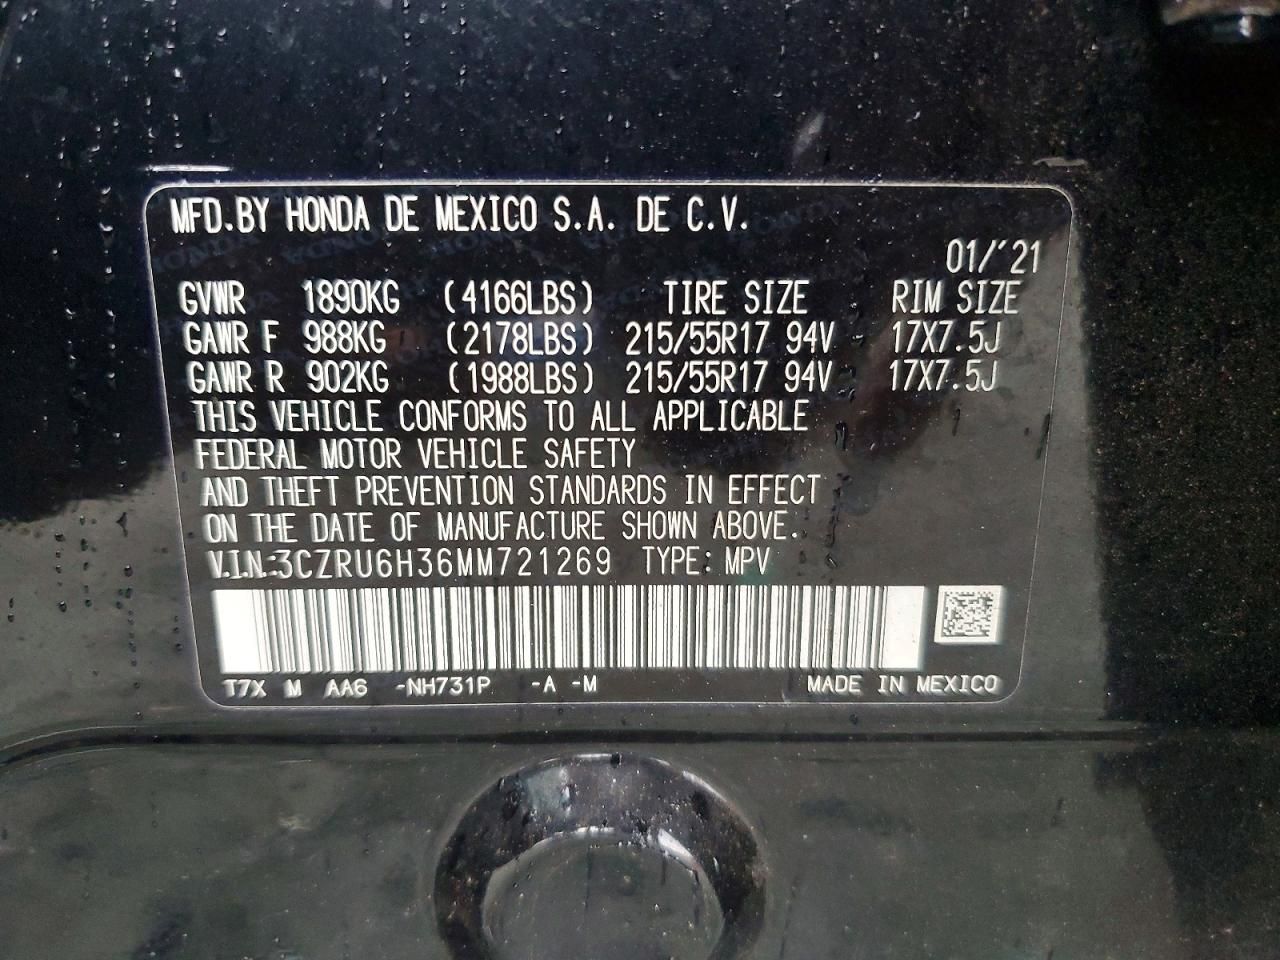 MFD.BY HONDA DE MEXICO S.A. DE C.V.
01/'21
GVWR 1890KG (4166LBS) TIRE SIZE RIM SIZE
GAWR F 988KG (2178LBS) 215/55R17 94V 17X7.5J
GAWR R 902KG (1988LBS) 215/55R17 94V 17X7.5J
THIS VEHICLE CONFORMS TO ALL APPLICABLE
FEDERAL MOTOR VEHICLE SAFETY
AND THEFT PREVENTION STANDARDS IN EFFECT
ON THE DATE OF MANUFACTURE SHOWN ABOVE.
V.I.N.:3CZRU6H36MM721269 TYPE: MPV
T7X M AA6 -NH731P -A -M MADE IN MEXICO